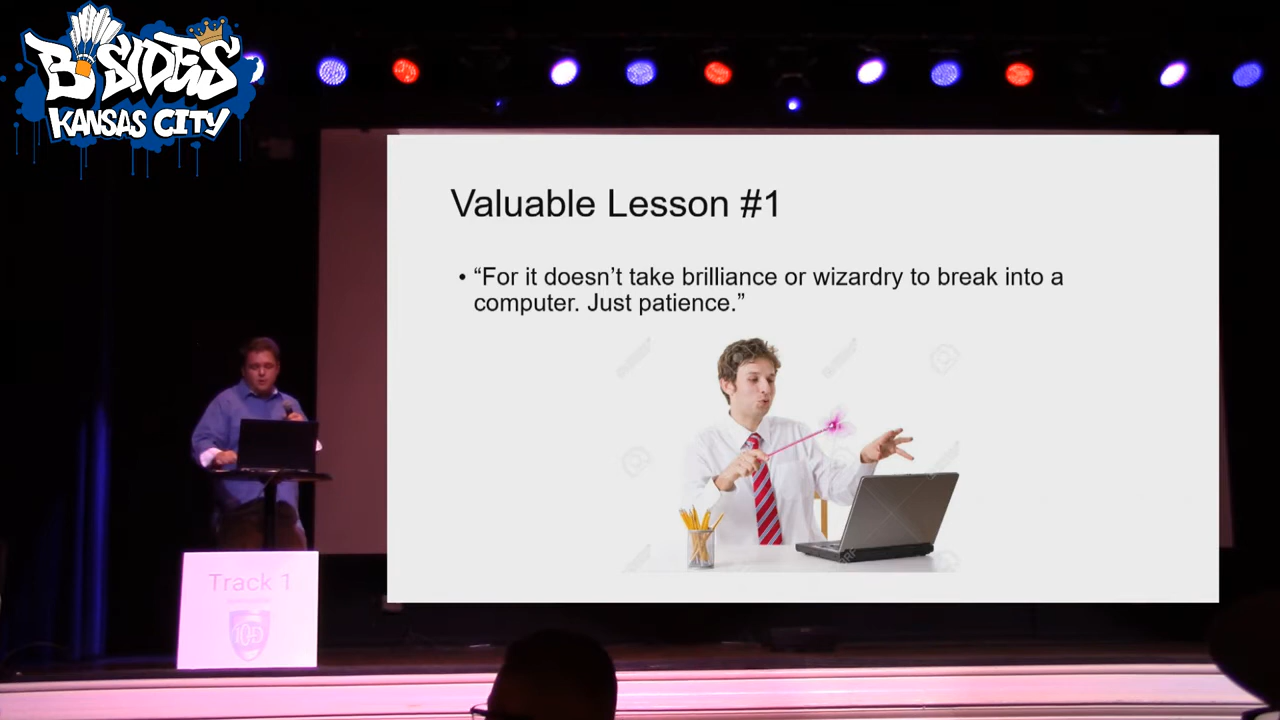 B SIDES
KANSAS CITY
Valuable Lesson #1
• “For it doesn’t take brilliance or wizardry to break into a
computer. Just patience.”
Track 1